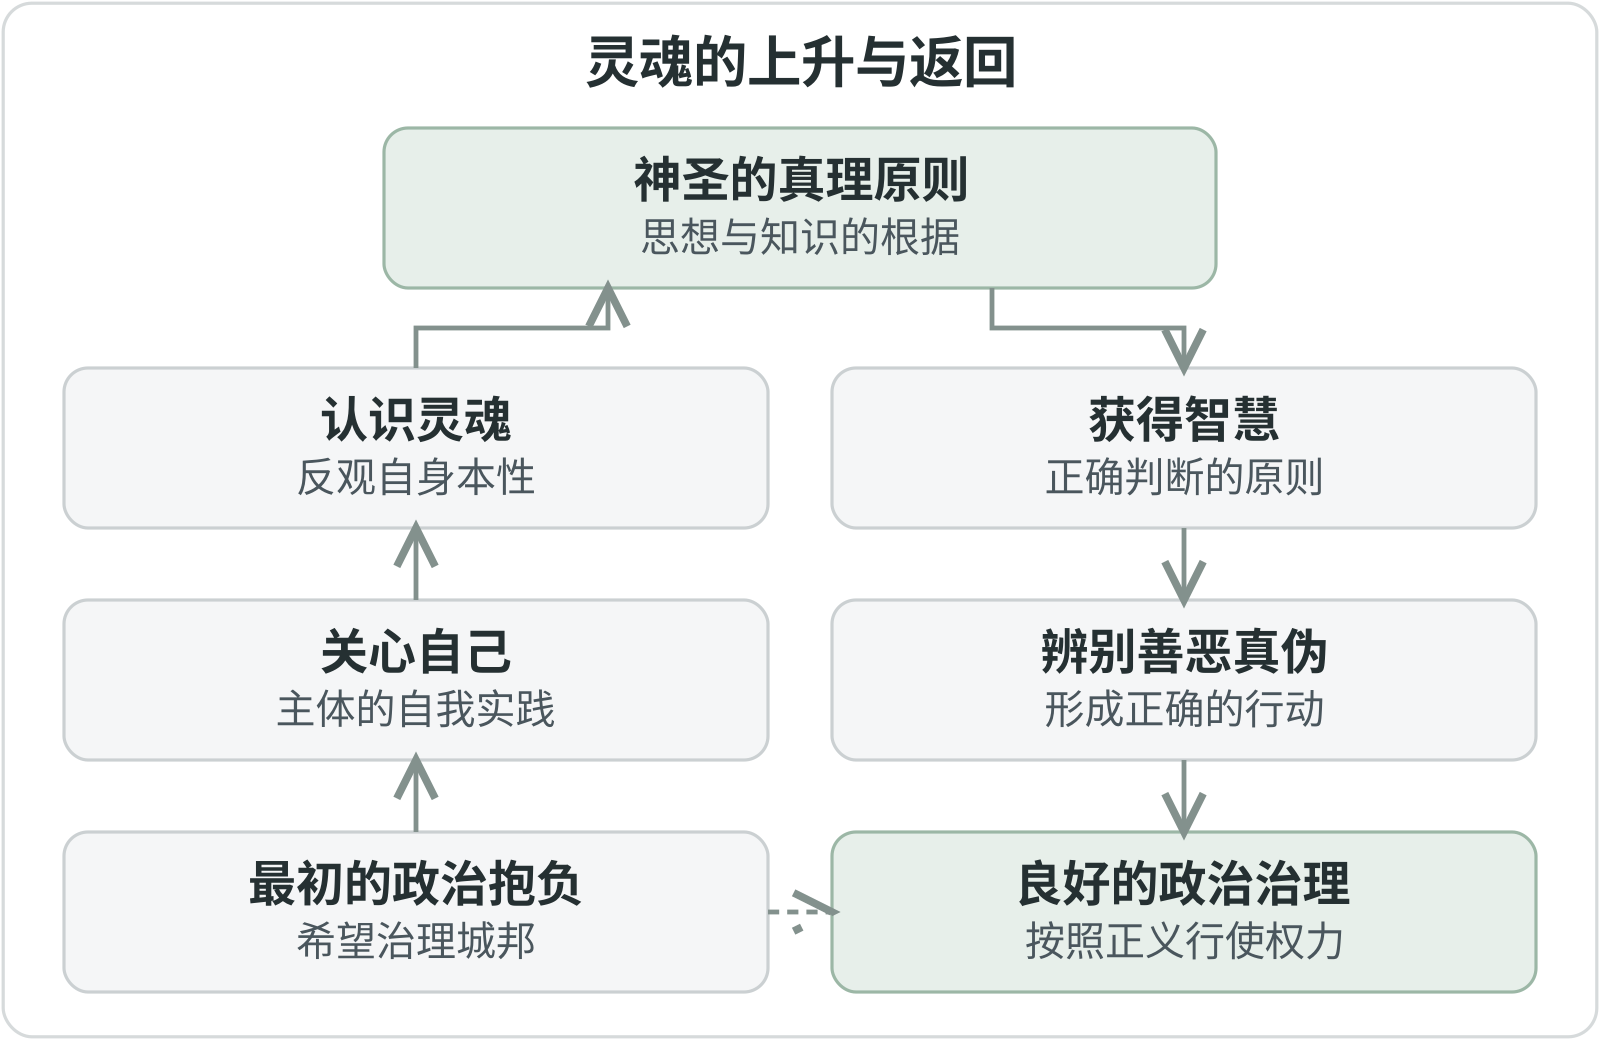 灵魂的上升与返回
神圣的真理原则
思想与知识的根据
认识灵魂
反观自身本性
获得智慧
正确判断的原则
关心自己
主体的自我实践
辨别善恶真伪
形成正确的行动
最初的政治抱负
希望治理城邦
良好的政治治理
按照正义行使权力